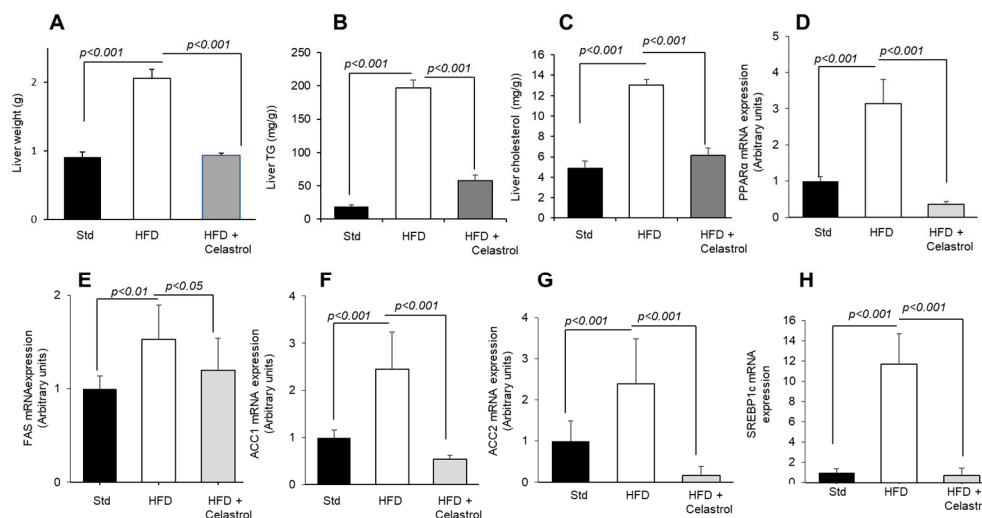 A
p<0.001
p<0.001
Liver weight (g)
2
1
0
Std
HFD
HFD +
Celastrol
B
p<0.001
p<0.001
Liver TG (mg/g))
250
200
150
100
50
0
Std
HFD
HFD +
Celastrol
C
p<0.001
p<0.001
Liver cholesterol (mg/g))
16
14
12
10
8
6
4
2
0
Std
HFD
HFD +
Celastrol
D
p<0.001
p<0.001
PPARα mRNA expression
(Arbitrary units)
5
4
3
2
1
0
Std
HFD
HFD +
Celastrol
E
p<0.01
p<0.05
FAS mRNAexpression
(Arbitrary units)
2
1
0
Std
HFD
HFD +
Celastrol
F
p<0.001
p<0.001
ACC1 mRNA expression
(Arbitrary units)
4
3
2
1
0
Std
HFD
HFD +
Celastrol
G
p<0.001
p<0.001
ACC2 mRNA expression
(Arbitrary units)
4
3
2
1
0
Std
HFD
HFD +
Celastrol
H
p<0.001
p<0.001
SREBP1c mRNA
expression
16
14
12
10
8
6
4
2
0
Std
HFD
HFD +
Celastrol